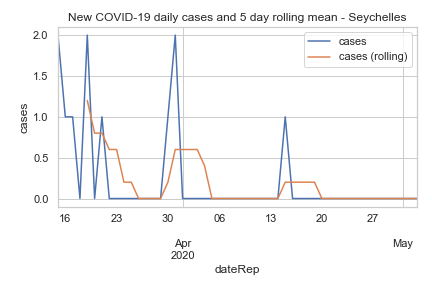 New COVID-19 daily cases and 5 day rolling mean - Seychelles
cases
cases (rolling)
2.0
1.5
1.0
0.5
0.0
cases
16 23 30 06 13 20 27
Apr May
2020
dateRep